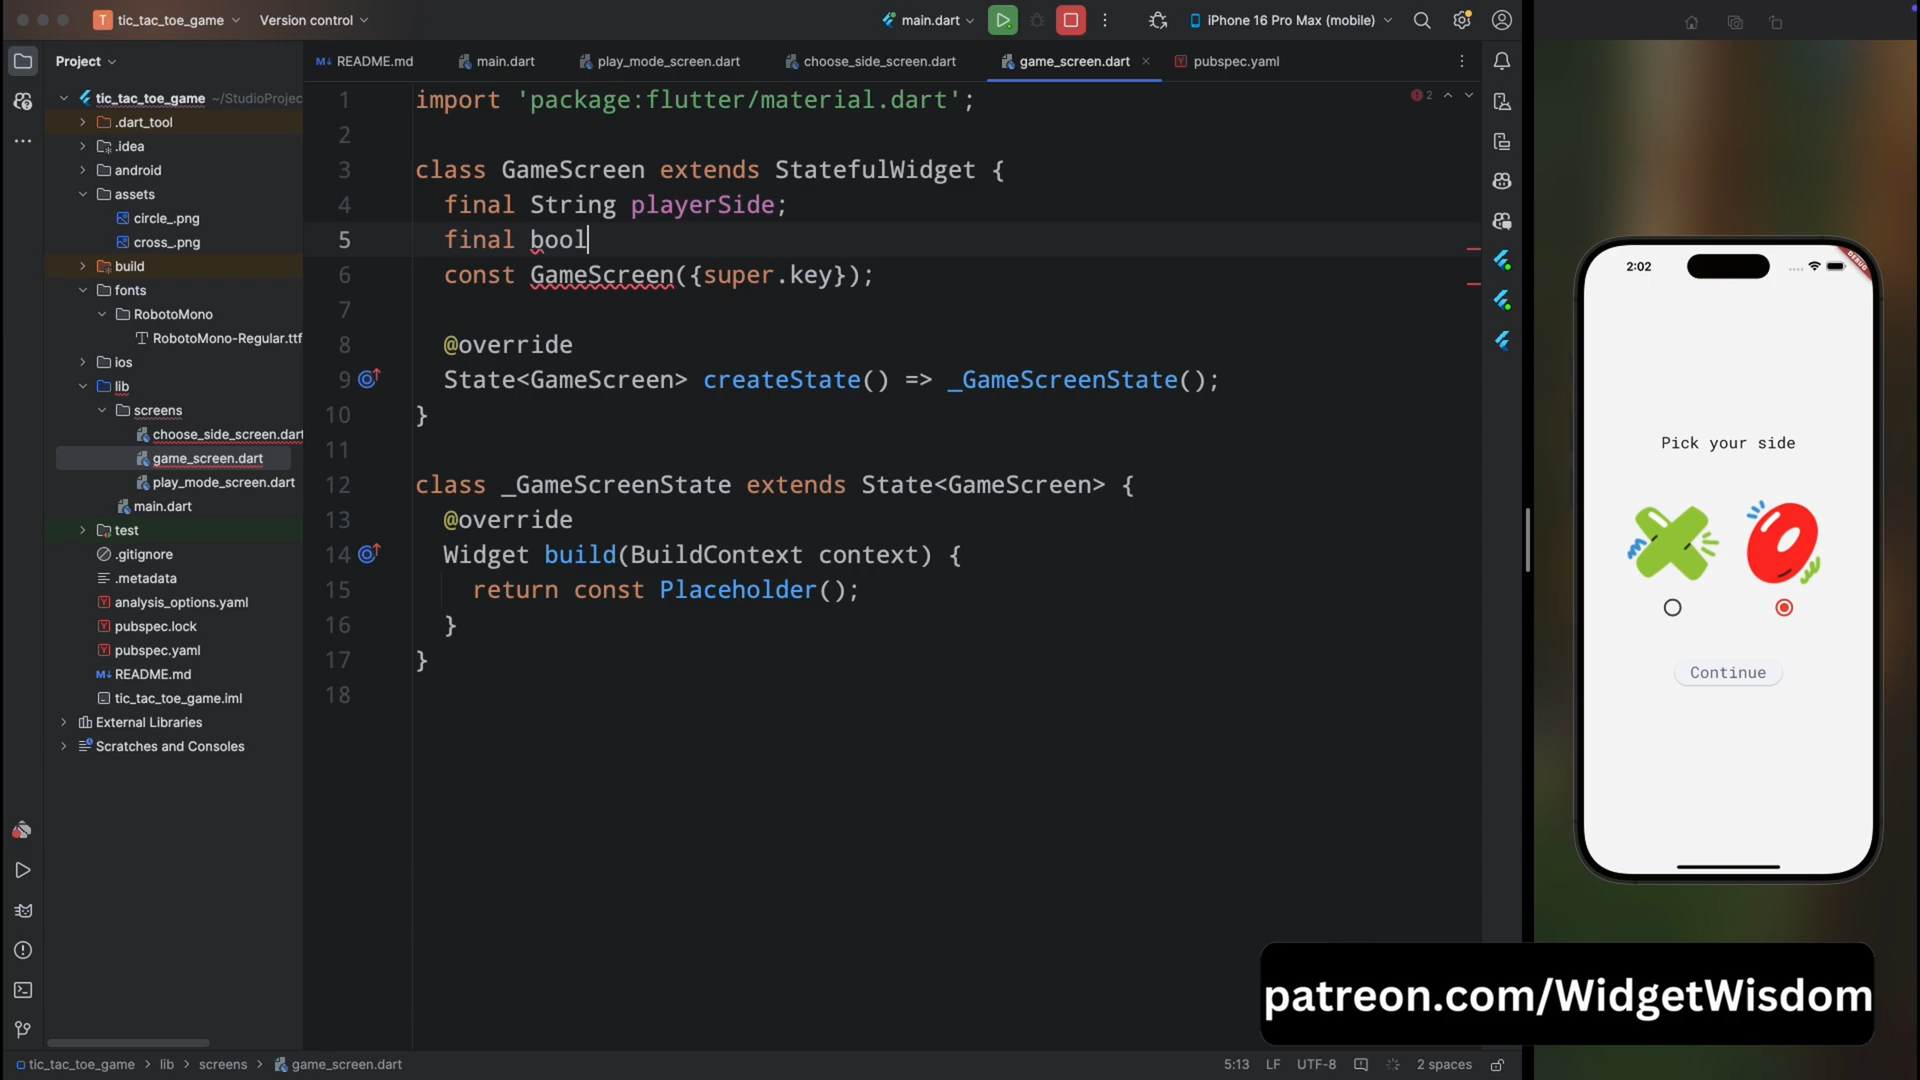 T tic_tac_toe_game
Version control
main.dart
iPhone 16 Pro Max (mobile)
Project
README.md
main.dart
play_mode_screen.dart
choose_side_screen.dart
game_screen.dart
pubspec.yaml
tic_tac_toe_game ~/StudioProjec
.dart_tool
.idea
android
assets
circle_.png
cross_.png
build
fonts
RobotoMono
RobotoMono-Regular.ttf
ios
lib
screens
choose_side_screen.dart
game_screen.dart
play_mode_screen.dart
main.dart
test
.gitignore
.metadata
analysis_options.yaml
pubspec.lock
pubspec.yaml
README.md
tic_tac_toe_game.iml
External Libraries
Scratches and Consoles
2
1 import 'package:flutter/material.dart';
2
3 class GameScreen extends StatefulWidget {
4 final String playerSide;
5 final bool
6 const GameScreen({super.key});
7
8 @override
9 State<GameScreen> createState() => _GameScreenState();
10 }
11
12 class _GameScreenState extends State<GameScreen> {
13 @override
14 Widget build(BuildContext context) {
15 return const Placeholder();
16 }
17 }
18
2:02
DEBUG
Pick your side
Continue
patreon.com/WidgetWisdom
tic_tac_toe_game > lib > screens > game_screen.dart
5:13 LF UTF-8 2 spaces